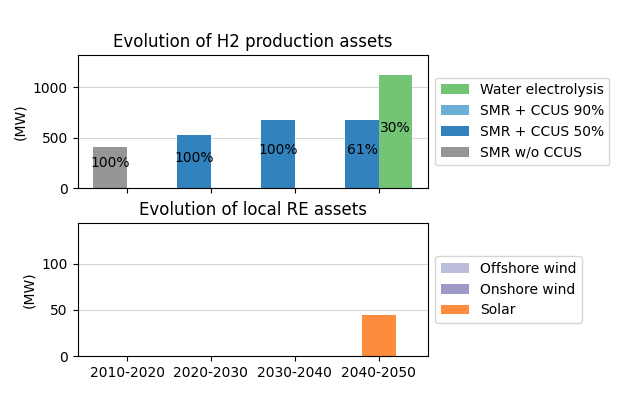 Evolution of H2 production assets
1000
500
0
(MW)
100%
100%
100%
61%
30%
Water electrolysis
SMR + CCUS 90%
SMR + CCUS 50%
SMR w/o CCUS
Evolution of local RE assets
100
50
0
(MW)
Offshore wind
Onshore wind
Solar
2010-2020 2020-2030 2030-2040 2040-2050